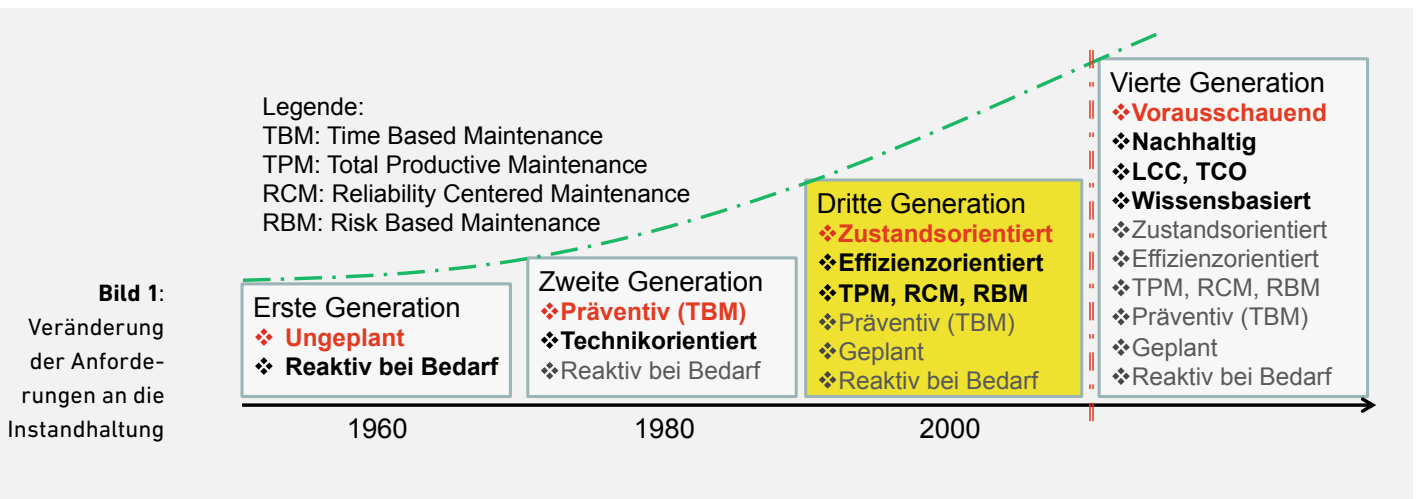 Bild 1:
Veränderung
der Anforde-
rungen an die
Instandhaltung
Legende:
TBM: Time Based Maintenance
TPM: Total Productive Maintenance
RCM: Reliability Centered Maintenance
RBM: Risk Based Maintenance
Erste Generation
❖ Ungeplant
❖ Reaktiv bei Bedarf
Zweite Generation
❖Präventiv (TBM)
❖Technikorientiert
❖Reaktiv bei Bedarf
Dritte Generation
❖Zustandsorientiert
❖Effizienzorientiert
❖TPM, RCM, RBM
❖Präventiv (TBM)
❖Geplant
❖Reaktiv bei Bedarf
Vierte Generation
❖Vorausschauend
❖Nachhaltig
❖LCC, TCO
❖Wissensbasiert
❖Zustandsorientiert
❖Effizienzorientiert
❖TPM, RCM, RBM
❖Präventiv (TBM)
❖Geplant
❖Reaktiv bei Bedarf
1960
1980
2000